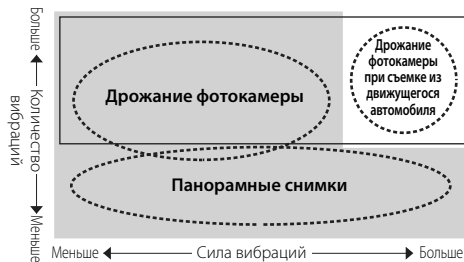 Больше
Количество
вибраций
Меньше
Дрожание фотокамеры
Дрожание
фотокамеры
при съемке из
движущегося
автомобиля
Панорамные снимки
Меньше
Сила вибраций
Больше